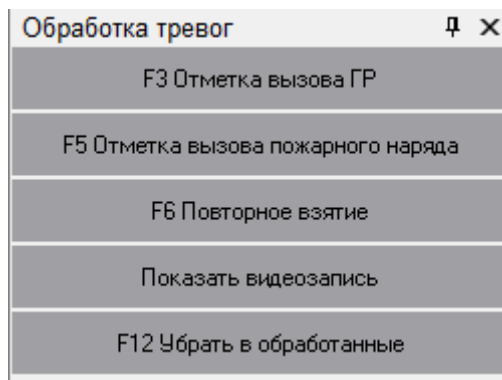 Обработка тревог
F3 Отметка вызова ГР
F5 Отметка вызова пожарного наряда
F6 Повторное взятие
Показать видеозапись
F12 Убрать в обработанные